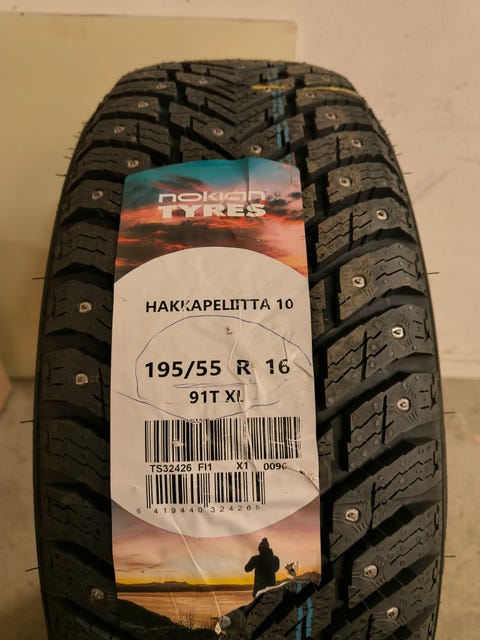 nokian
TYRES
HAKKAPELIITTA 10
195/55 R 16
91T XL
TS32426 FI1 X1 0096
6 419440 324265